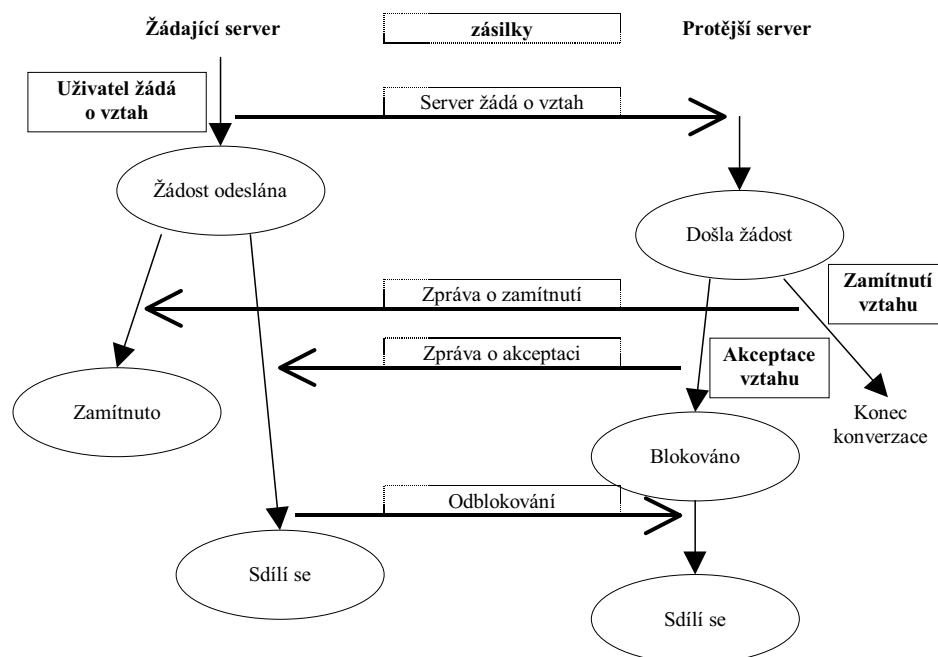 Žádající server
zásilky
Protější server
Uživatel žádá
o vztah
Server žádá o vztah
Žádost odeslána
Došla žádost
Zamítnutí
vztahu
Zpráva o zamítnutí
Zpráva o akceptaci
Akceptace
vztahu
Zamítnuto
Konec
konverzace
Blokováno
Odblokování
Sdílí se
Sdílí se